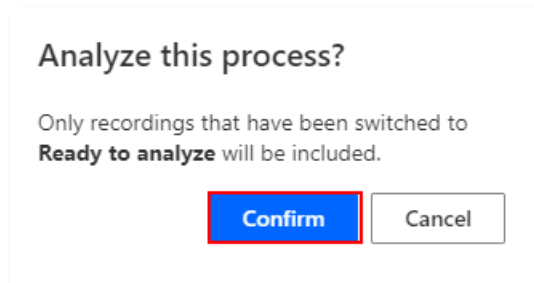 Analyze this process?
Only recordings that have been switched to
Ready to analyze will be included.
Confirm Cancel